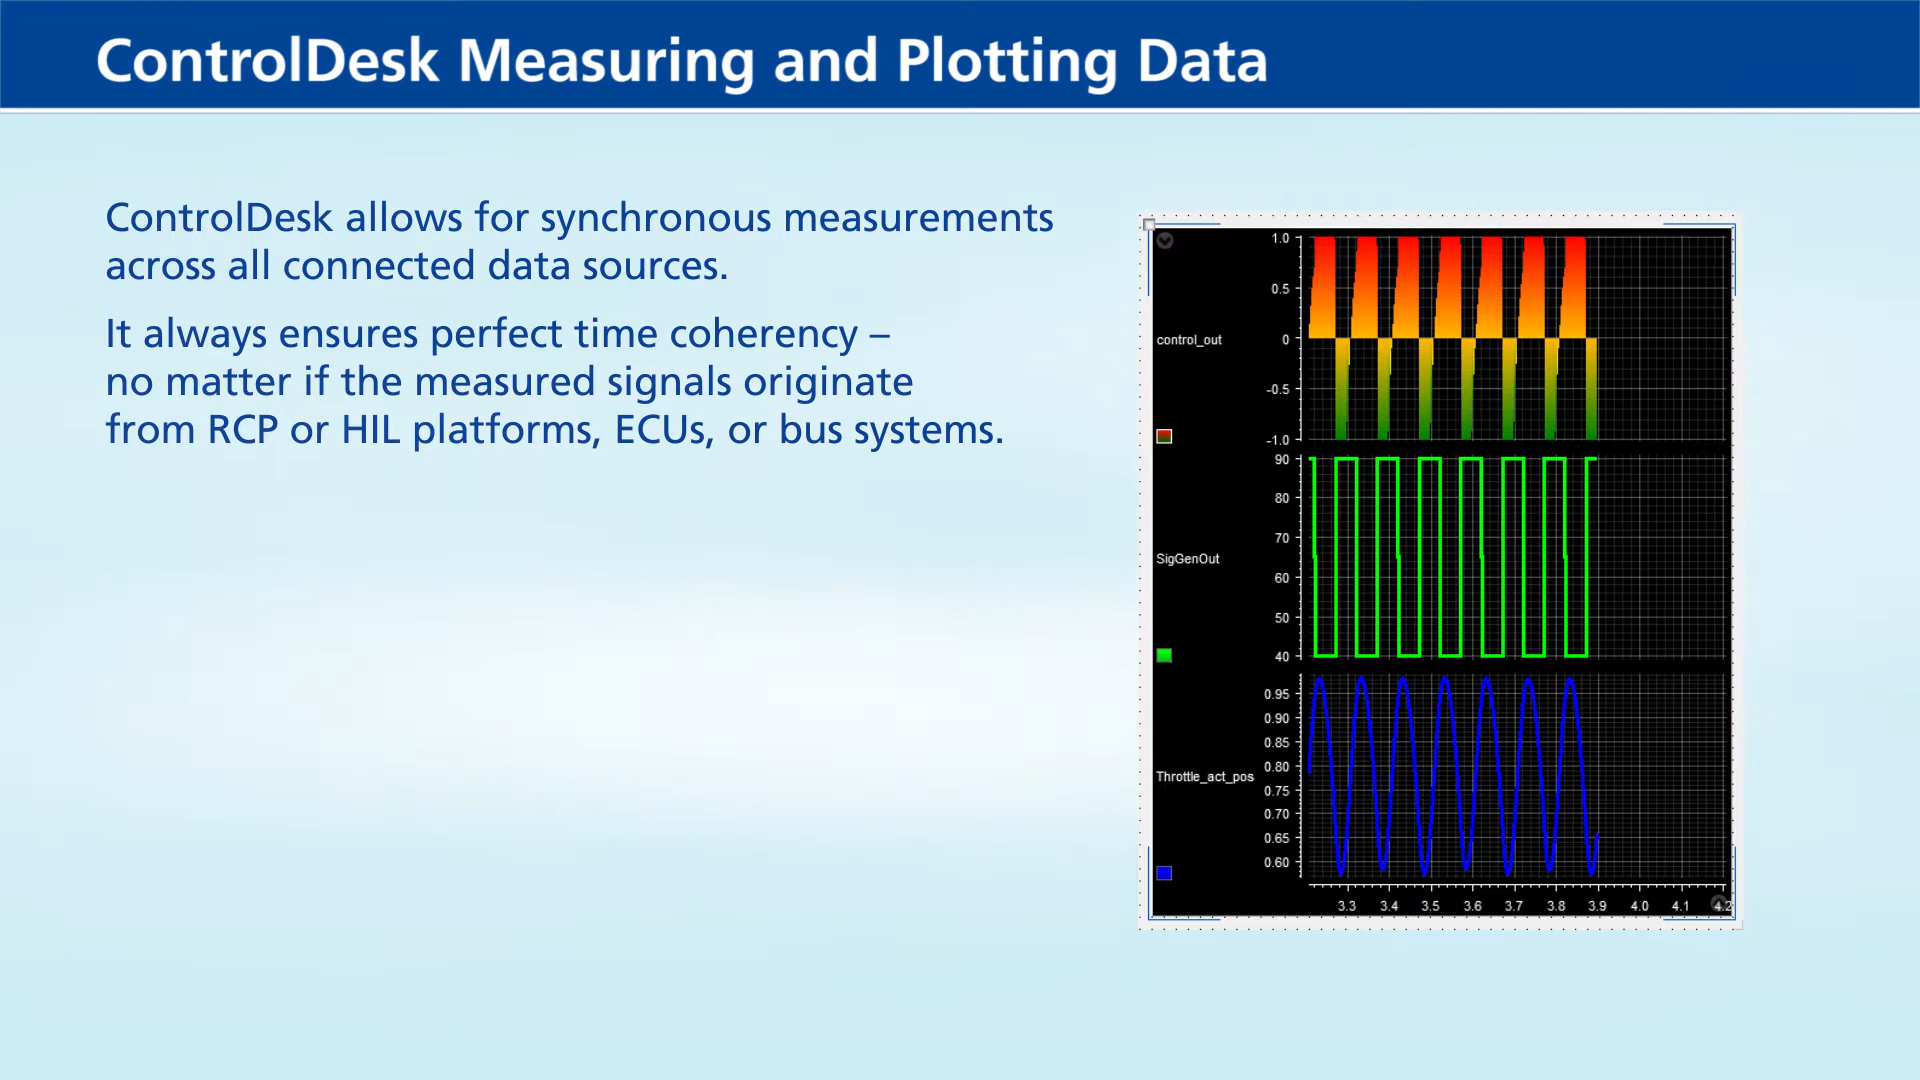 ControlDesk Measuring and Plotting Data
ControlDesk allows for synchronous measurements
across all connected data sources.
It always ensures perfect time coherency –
no matter if the measured signals originate
from RCP or HIL platforms, ECUs, or bus systems.
control_out
1.0
0.5
0
-0.5
-1.0
SigGenOut
90
80
70
60
50
40
Throttle_act_pos
0.95
0.90
0.85
0.80
0.75
0.70
0.65
0.60
3.3 3.4 3.5 3.6 3.7 3.8 3.9 4.0 4.1 4.2